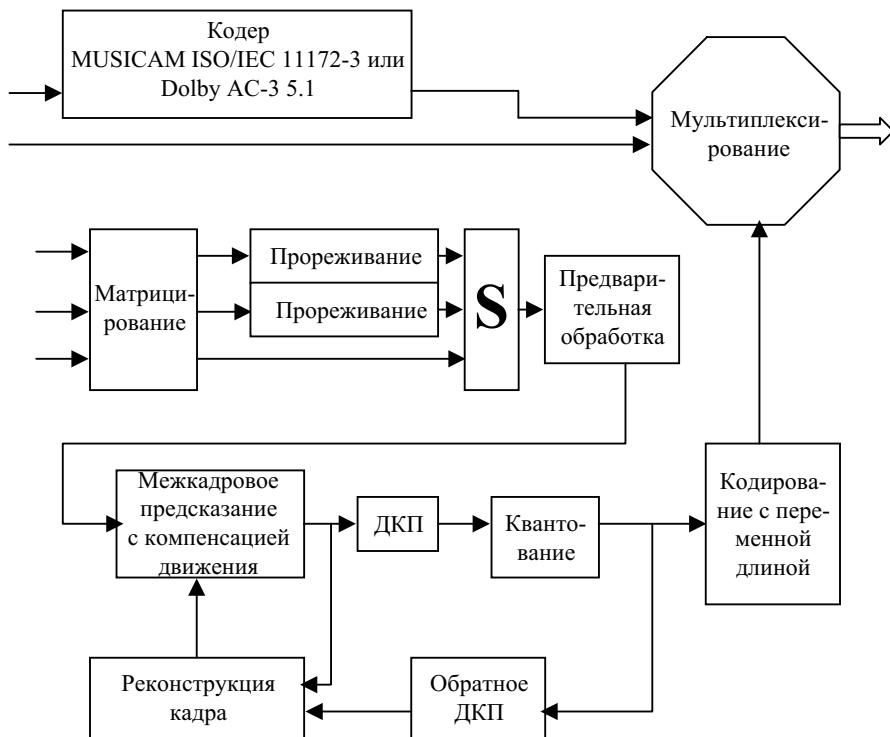 Кодер
MUSICAM ISO/IEC 11172-3 или
Dolby AC-3 5.1
Мультиплекси-
рование
Матрици-
рование
Прореживание
Прореживание
S
Предвари-
тельная
обработка
Межкадровое
предсказание
с компенсацией
движения
ДКП
Кванто-
вание
Кодирова-
ние с пере-
менной
длиной
Реконструкция
кадра
Обратное
ДКП